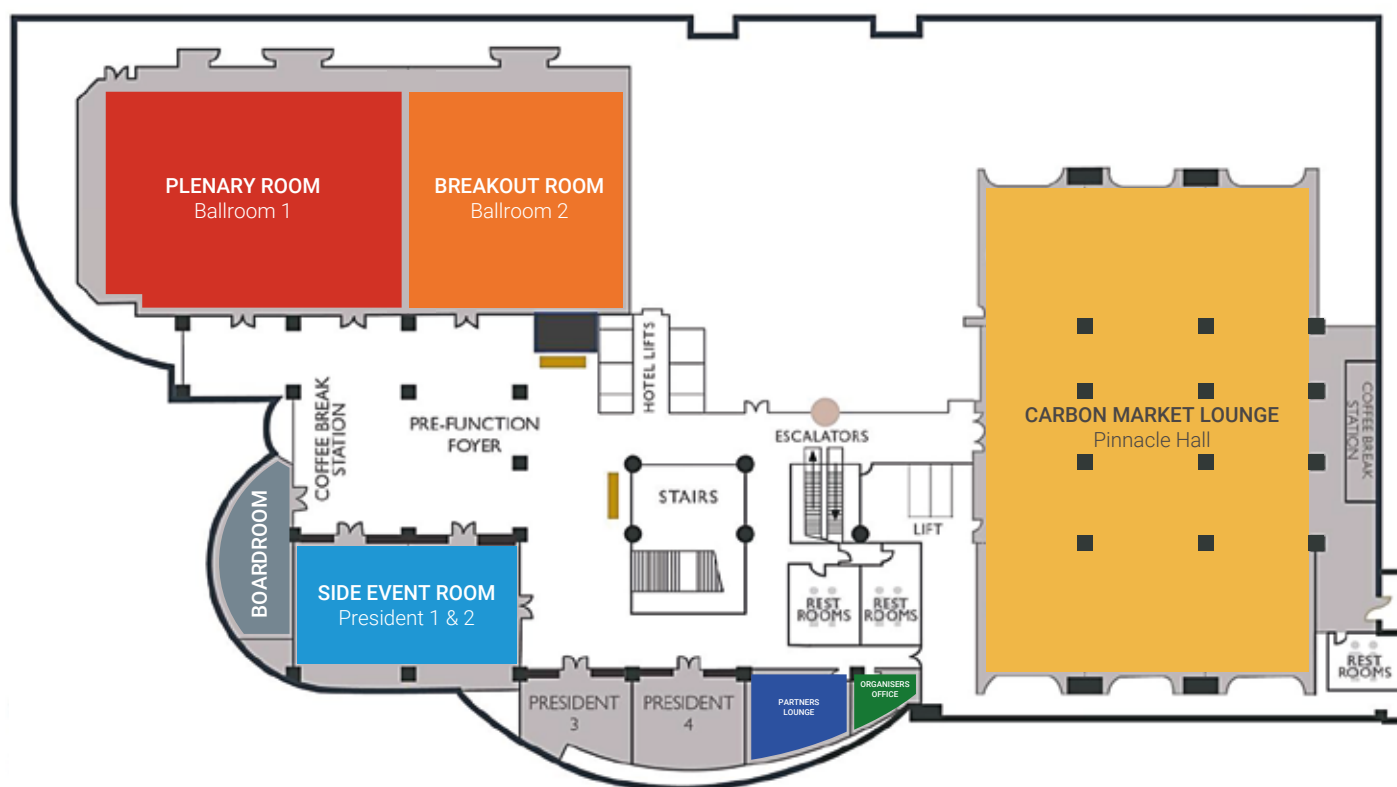 PLENARY ROOM
Ballroom 1
BREAKOUT ROOM
Ballroom 2
HOTEL LIFTS
COFFEE BREAK
STATION
PRE-FUNCTION
FOYER
ESCALATORS
CARBON MARKET LOUNGE
Pinnacle Hall
COFFEE BREAK
STATION
BOARDROOM
STAIRS
LIFT
SIDE EVENT ROOM
President 1 & 2
REST
ROOMS
REST
ROOMS
REST
ROOMS
PRESIDENT
3
PRESIDENT
4
PARTNERS
LOUNGE
ORGANISERS
OFFICE